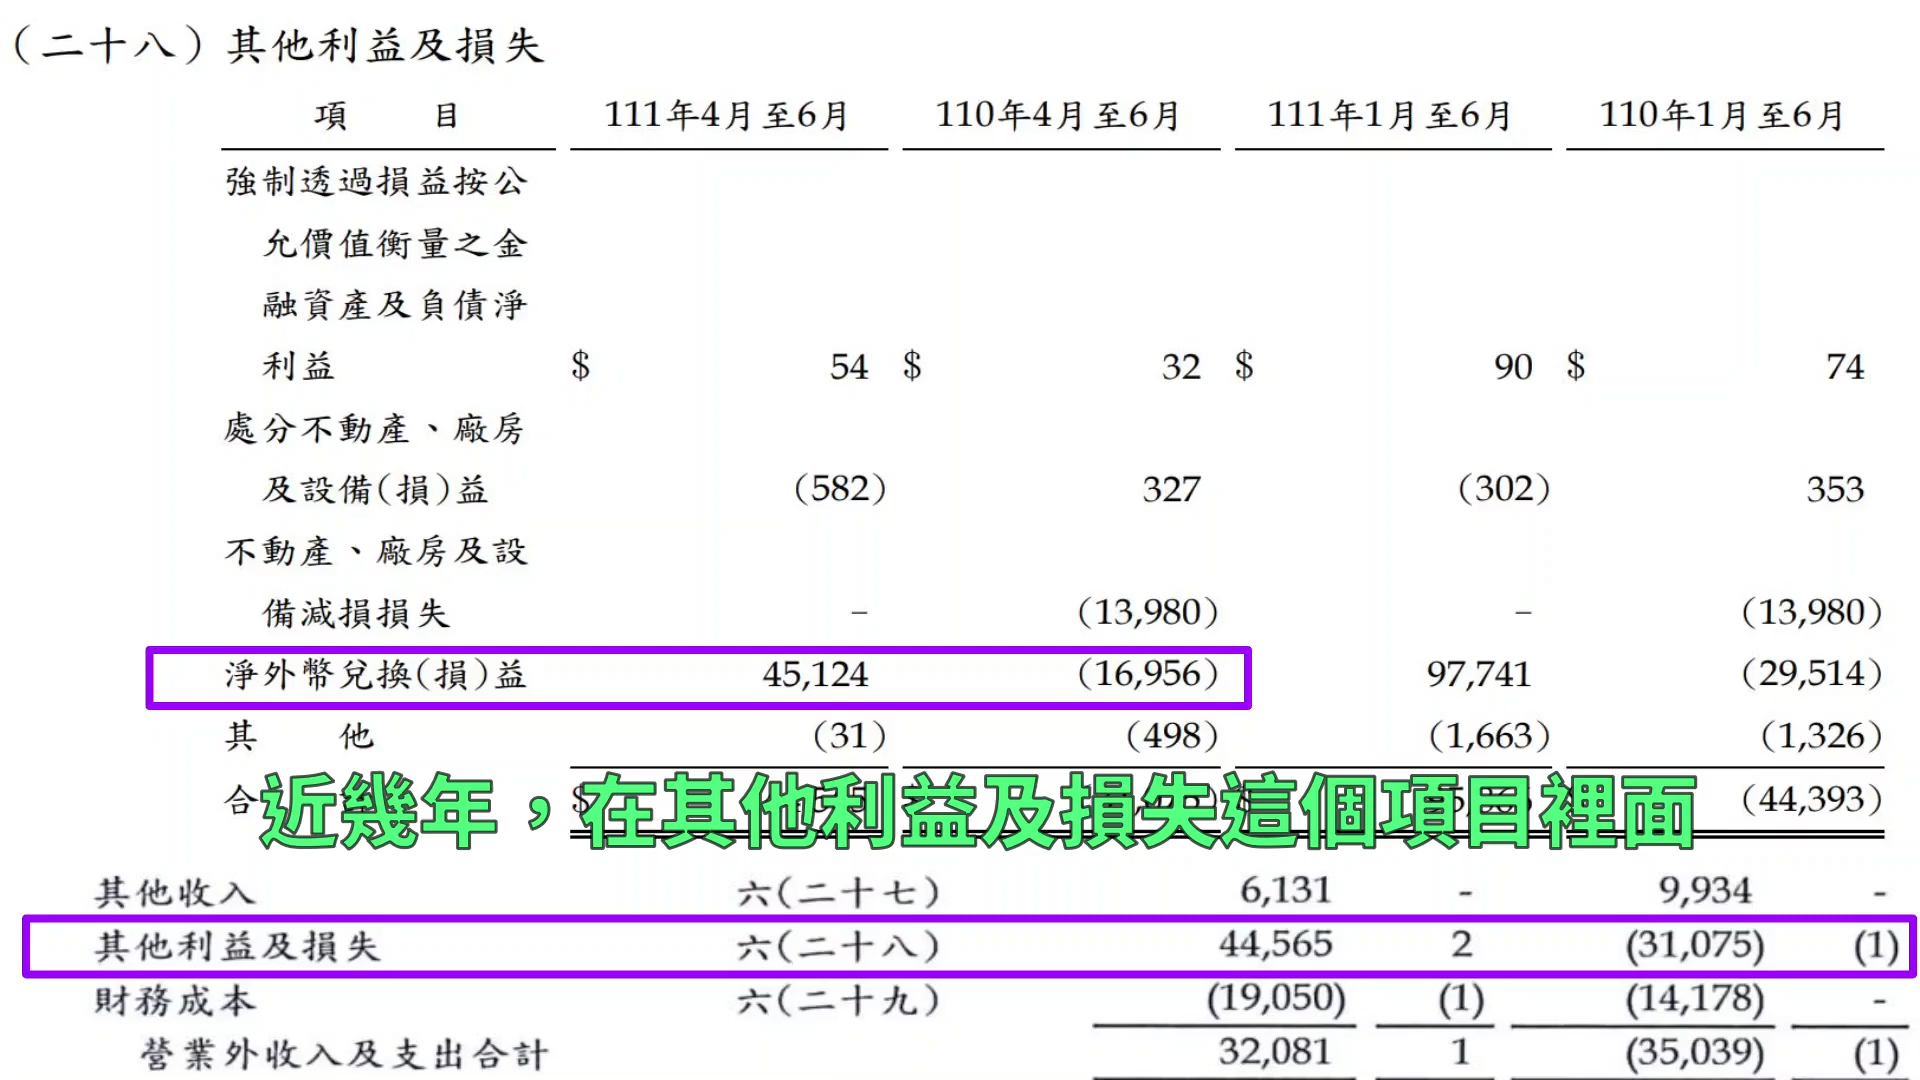 （二十八）其他利益及損失
項 目 111年4月至6月 110年4月至6月 111年1月至6月 110年1月至6月
強制透過損益按公
允價值衡量之金
融資產及負債淨
利益 $ 54 $ 32 $ 90 $ 74
處分不動產、廠房
及設備(損)益 (582) 327 (302) 353
不動產、廠房及設
備減損損失 – (13,980) – (13,980)
淨外幣兌換(損)益 45,124 (16,956) 97,741 (29,514)
其 他 (31) (498) (1,663) (1,326)
合 (44,393)
近幾年，在其他利益及損失這個項目裡面
其他收入 六(二十七) 6,131 - 9,934 -
其他利益及損失 六(二十八) 44,565 2 (31,075) (1)
財務成本 六(二十九) (19,050) (1) (14,178) -
營業外收入及支出合計 32,081 1 (35,039) (1)